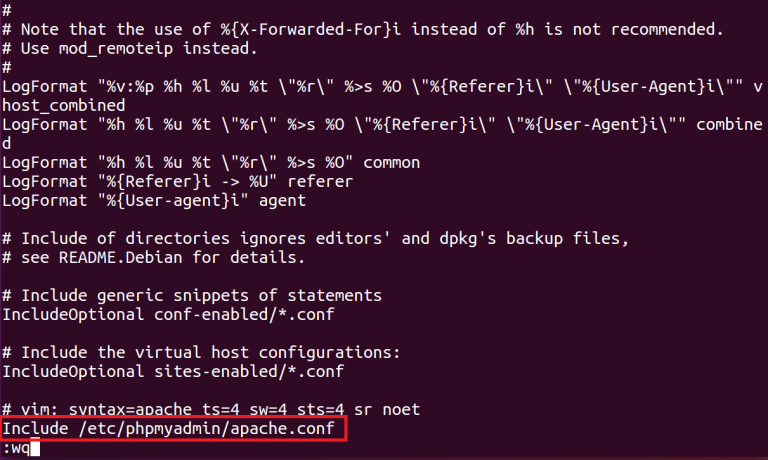 #
# Note that the use of %{X-Forwarded-For}i instead of %h is not recommended.
# Use mod_remoteip instead.
#
LogFormat "%v:%p %h %l %u %t \"%r\" %>s %O \"%{Referer}i\" \"%{User-Agent}i\"" v
host_combined
LogFormat "%h %l %u %t \"%r\" %>s %O \"%{Referer}i\" \"%{User-Agent}i\"" combine
d
LogFormat "%h %l %u %t \"%r\" %>s %O" common
LogFormat "%{Referer}i -> %U" referer
LogFormat "%{User-agent}i" agent

# Include of directories ignores editors' and dpkg's backup files,
# see README.Debian for details.

# Include generic snippets of statements
IncludeOptional conf-enabled/*.conf

# Include the virtual host configurations:
IncludeOptional sites-enabled/*.conf

# vim: syntax=apache ts=4 sw=4 sts=4 sr noet
Include /etc/phpmyadmin/apache.conf
:wq